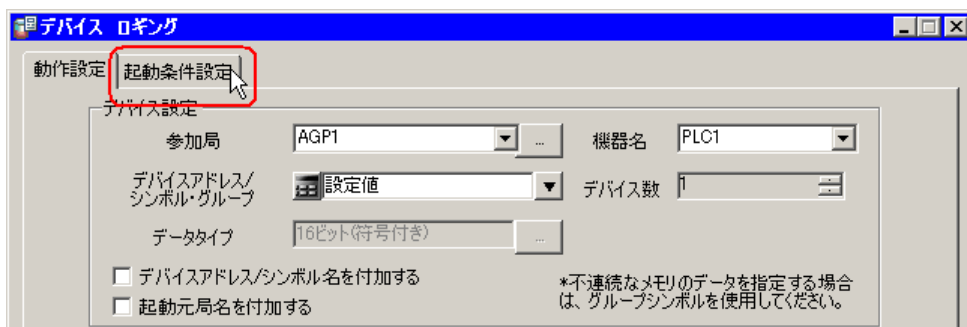 デバイス ロギング
動作設定 起動条件設定
デバイス設定
参加局 AGP1 ... 機器名 PLC1
デバイスアドレス/
シンボル・グループ 設定値 デバイス数 1
データタイプ 16ビット(符号付き) ...
デバイスアドレス/シンボル名を付加する
起動元局名を付加する
*不連続なメモリのデータを指定する場合
は、グループシンボルを使用してください。